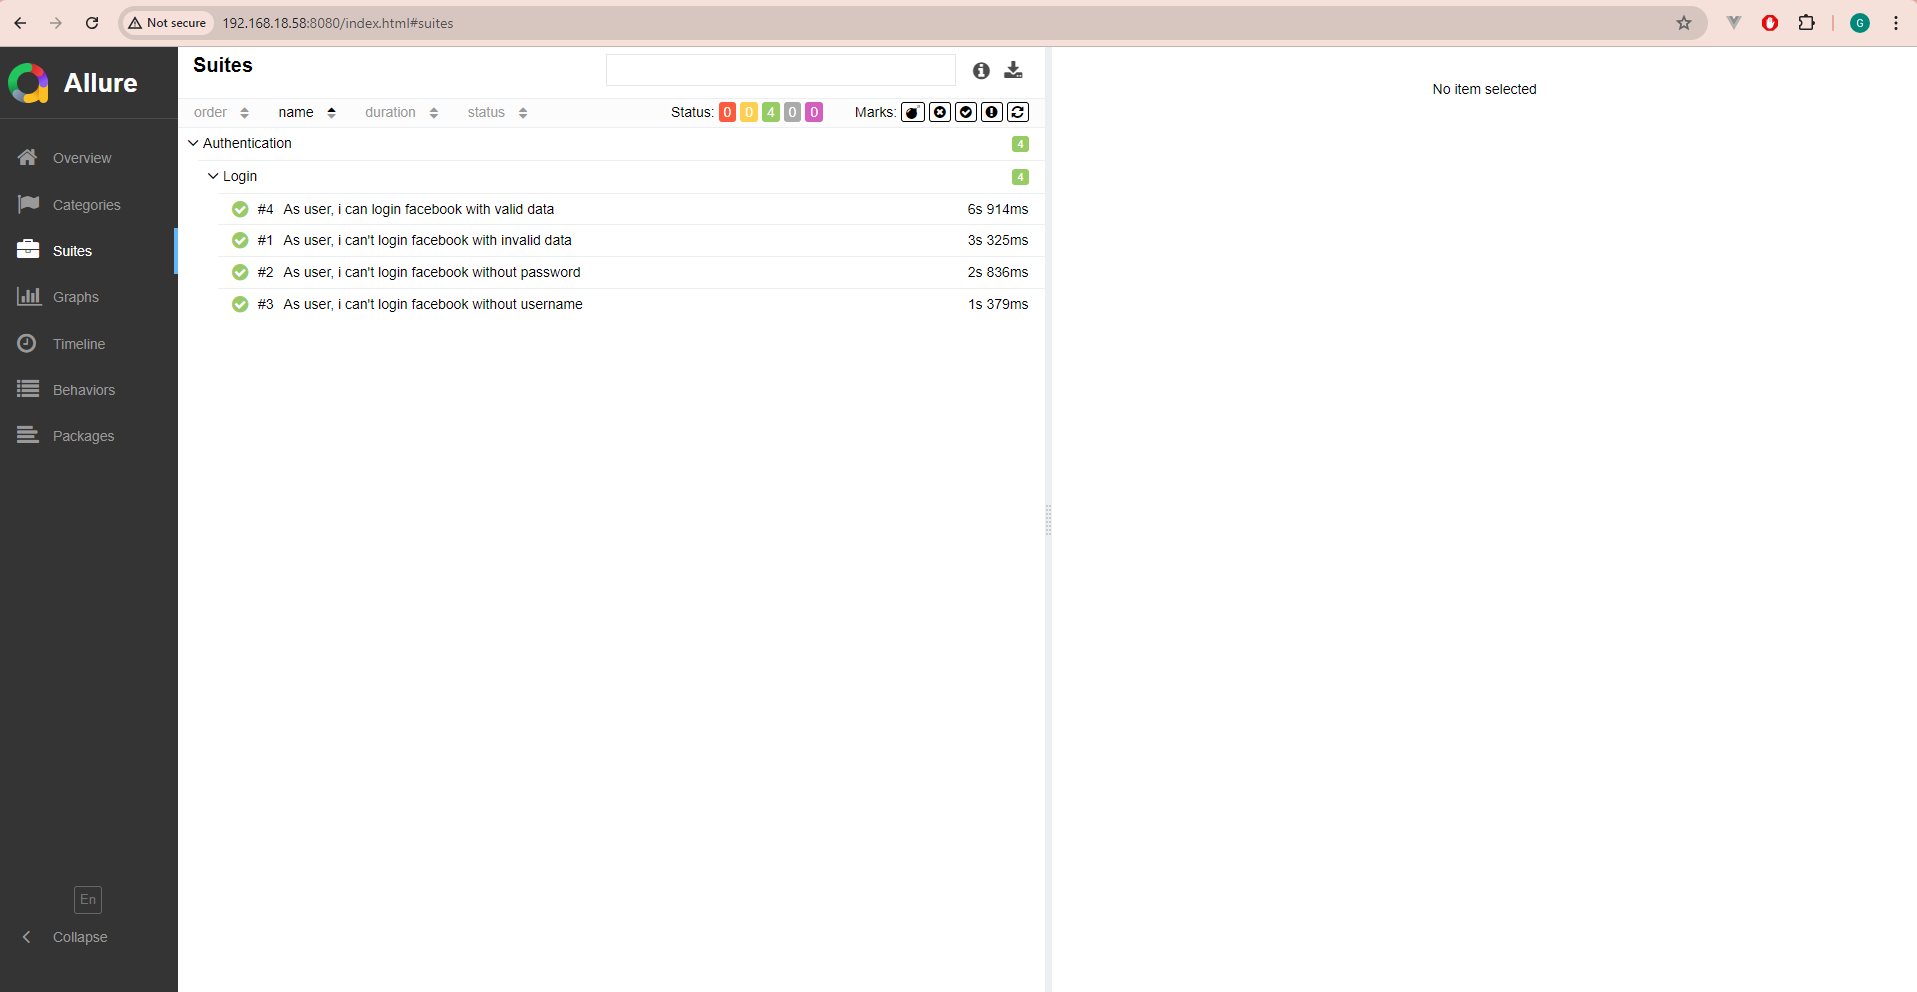 Not secure 192.168.18.58:8080/index.html#suites G
Allure
Overview
Categories
Suites
Graphs
Timeline
Behaviors
Packages
En
Collapse
Suites
order name duration status Status: 0 0 4 0 0 Marks:
Authentication 4
Login 4
#4 As user, i can login facebook with valid data 6s 914ms
#1 As user, i can't login facebook with invalid data 3s 325ms
#2 As user, i can't login facebook without password 2s 836ms
#3 As user, i can't login facebook without username 1s 379ms
No item selected